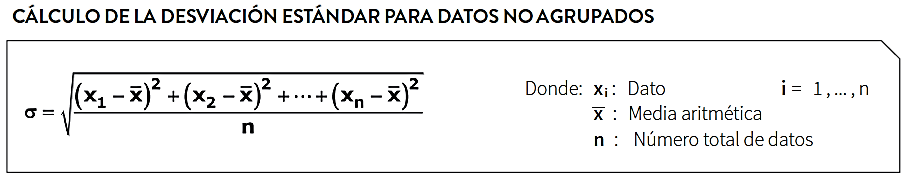 CÁLCULO DE LA DESVIACIÓN ESTÁNDAR PARA DATOS NO AGRUPADOS
σ = √(((x₁ − x̅)² + (x₂ − x̅)² + ⋯ + (xₙ − x̅)²) / n)
Donde: xᵢ : Dato i = 1 , ... , n
x̅ : Media aritmética
n : Número total de datos